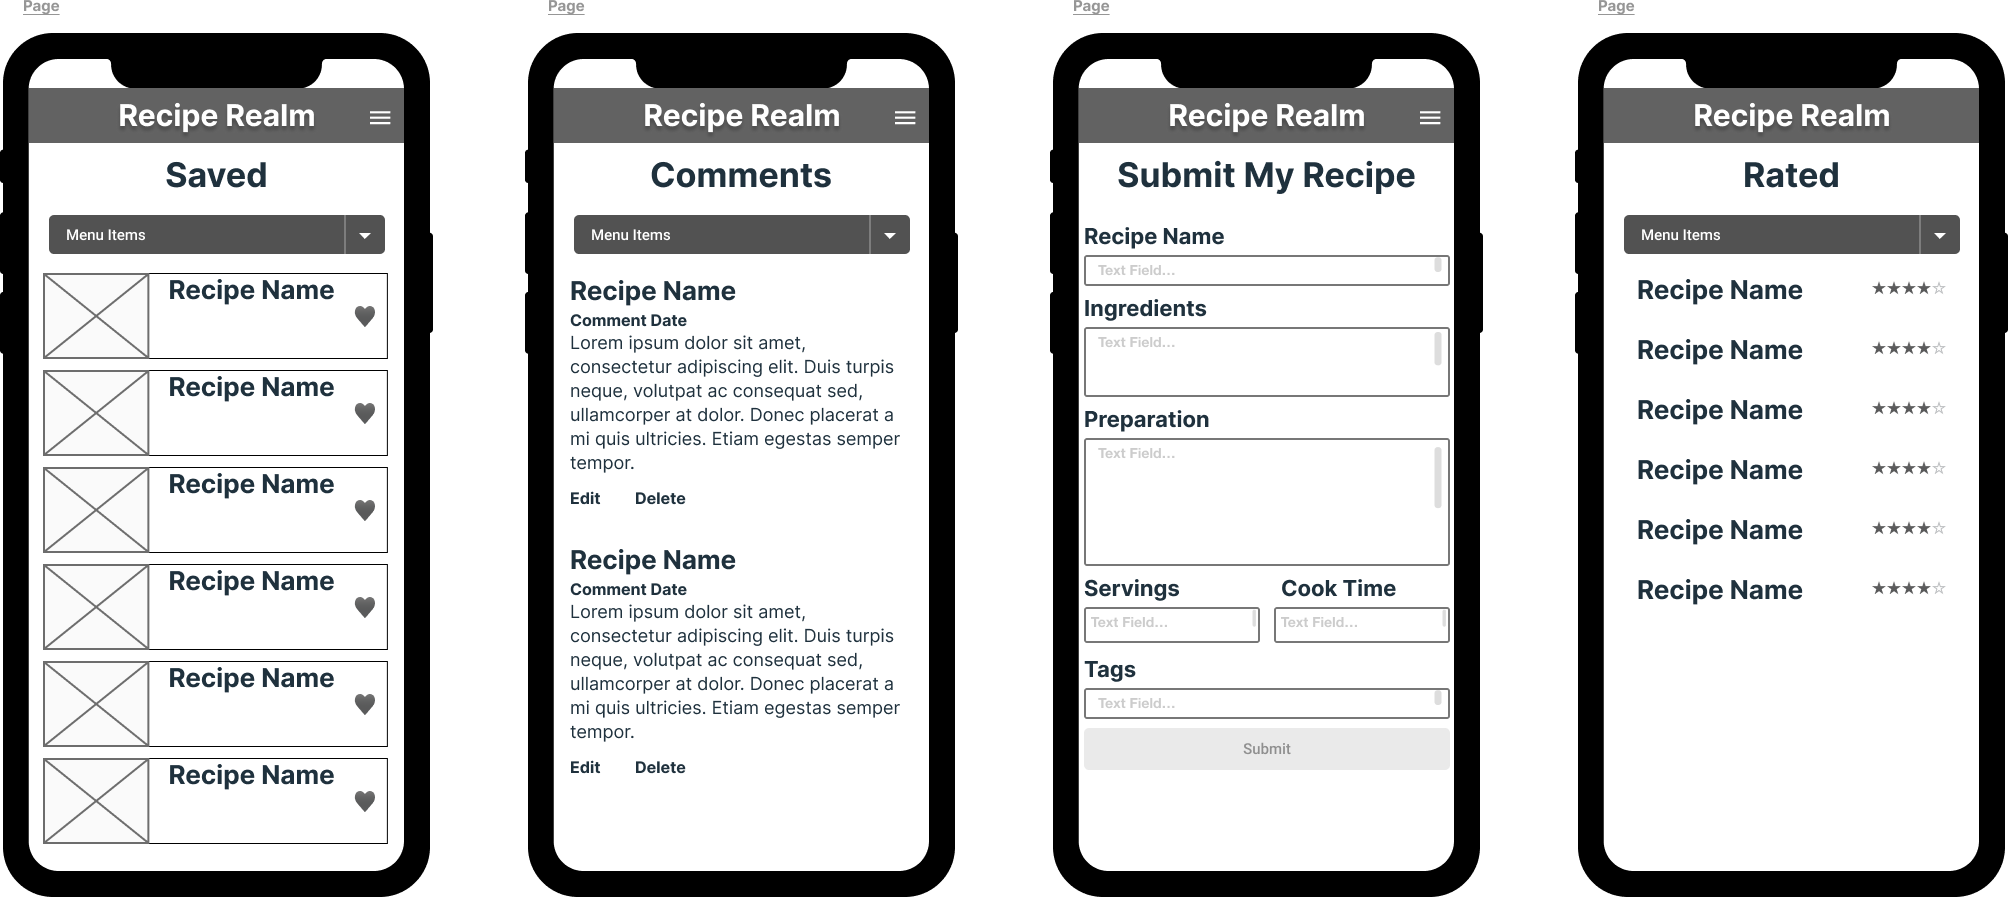 Page
Recipe Realm
Saved
Menu Items
Recipe Name
Recipe Name
Recipe Name
Recipe Name
Recipe Name
Recipe Name
Page
Recipe Realm
Comments
Menu Items
Recipe Name
Comment Date
Lorem ipsum dolor sit amet,
consectetur adipiscing elit. Duis turpis
neque, volutpat ac consequat sed,
ullamcorper at dolor. Donec placerat a
mi quis ultricies. Etiam egestas semper
tempor.
Edit Delete
Recipe Name
Comment Date
Lorem ipsum dolor sit amet,
consectetur adipiscing elit. Duis turpis
neque, volutpat ac consequat sed,
ullamcorper at dolor. Donec placerat a
mi quis ultricies. Etiam egestas semper
tempor.
Edit Delete
Page
Recipe Realm
Submit My Recipe
Recipe Name
Text Field...
Ingredients
Text Field...
Preparation
Text Field...
Servings Cook Time
Text Field... Text Field...
Tags
Text Field...
Submit
Page
Recipe Realm
Rated
Menu Items
Recipe Name ★★★★☆
Recipe Name ★★★★☆
Recipe Name ★★★★☆
Recipe Name ★★★★☆
Recipe Name ★★★★☆
Recipe Name ★★★★☆